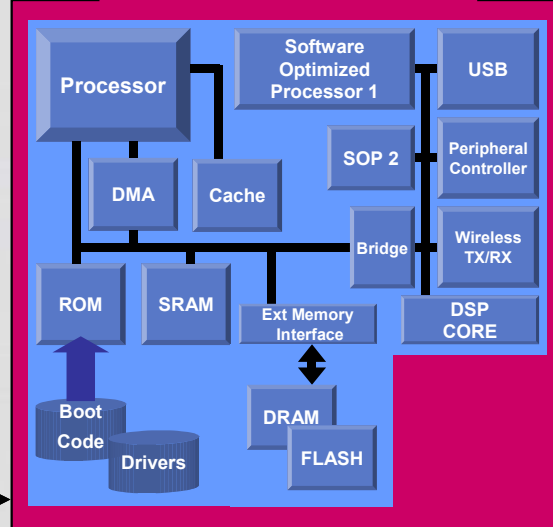 Processor
Software
Optimized
Processor 1
USB
SOP 2
Peripheral
Controller
DMA
Cache
Bridge
Wireless
TX/RX
ROM
SRAM
Ext Memory
Interface
DSP
CORE
Boot
Code
Drivers
DRAM
FLASH